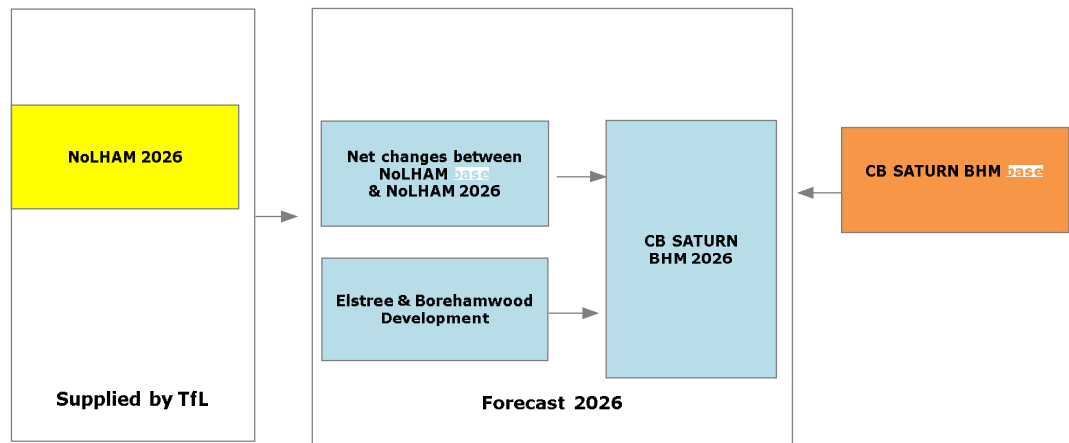 NoLHAM 2026
Supplied by TfL
Net changes between
NoLHAM base
& NoLHAM 2026
Elstree & Borehamwood
Development
CB SATURN
BHM 2026
Forecast 2026
CB SATURN BHM base